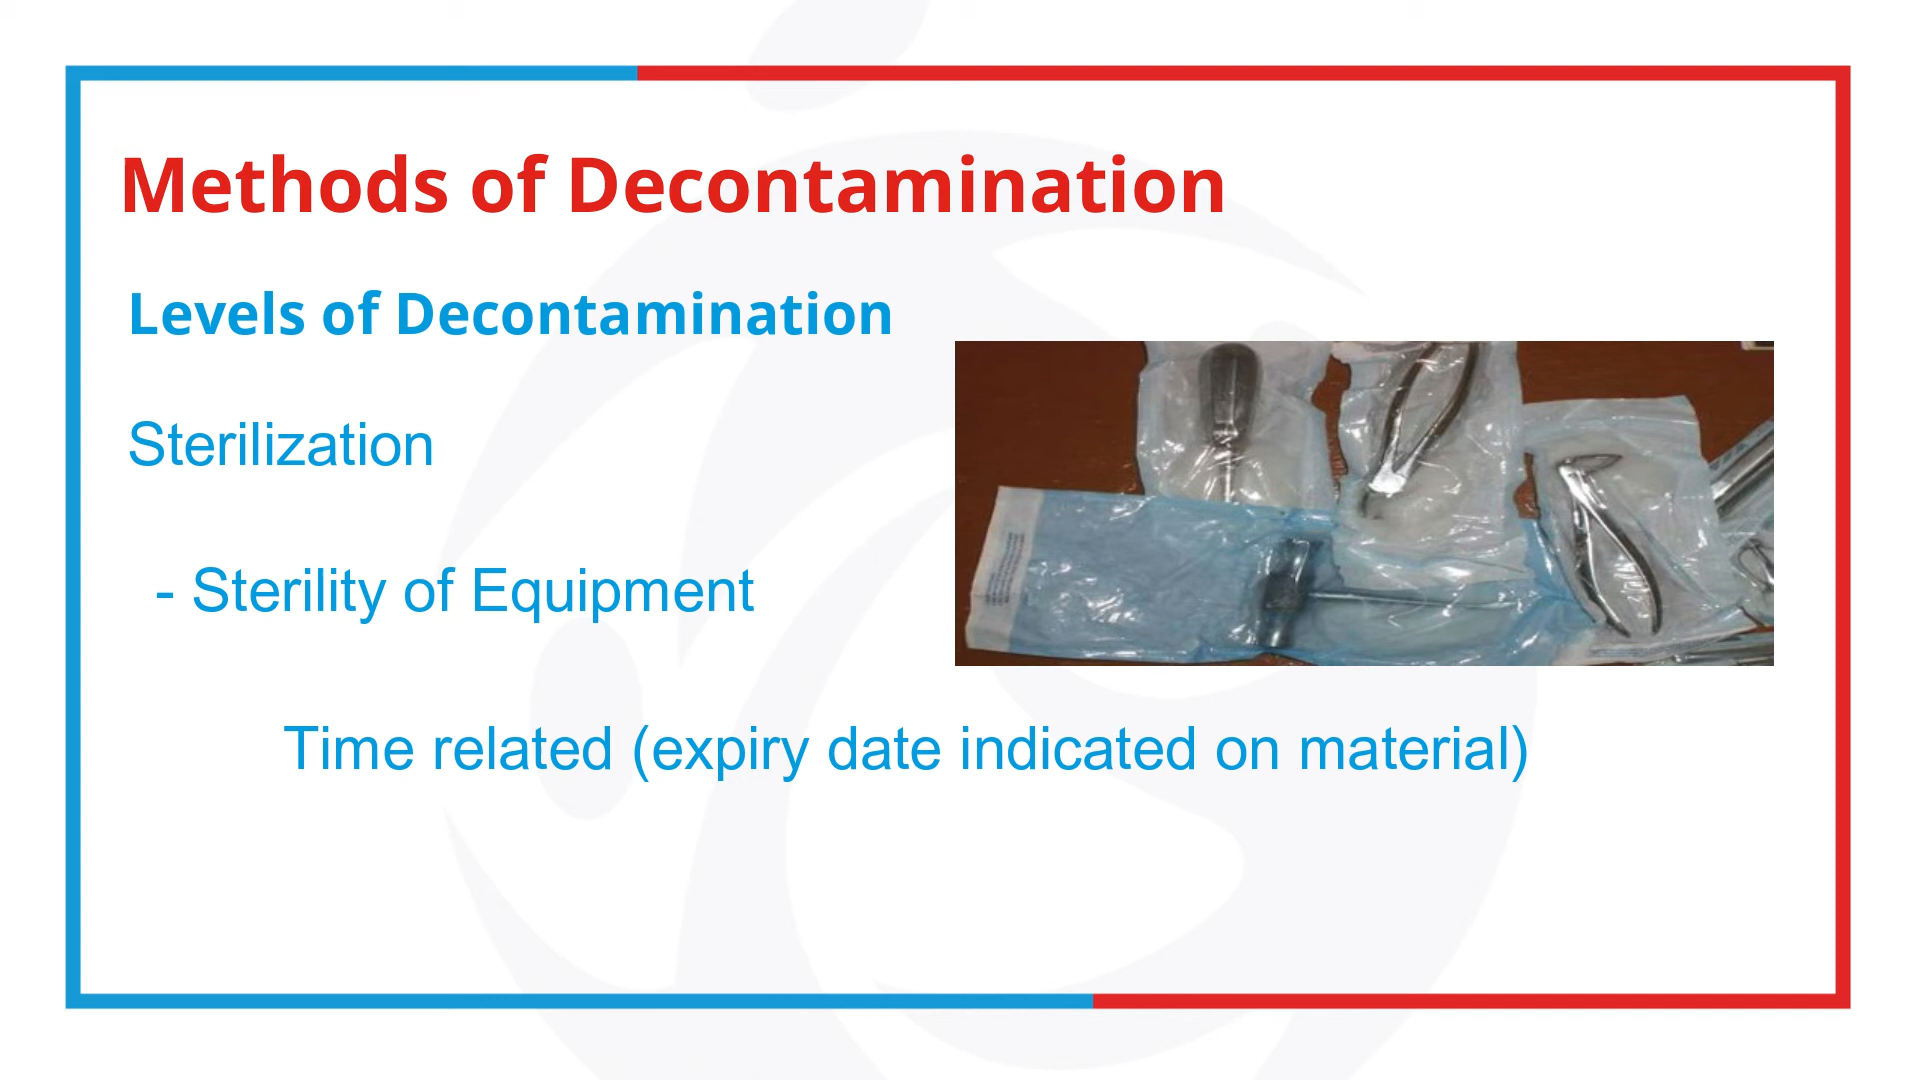 Methods of Decontamination
Levels of Decontamination
Sterilization
- Sterility of Equipment
Time related (expiry date indicated on material)